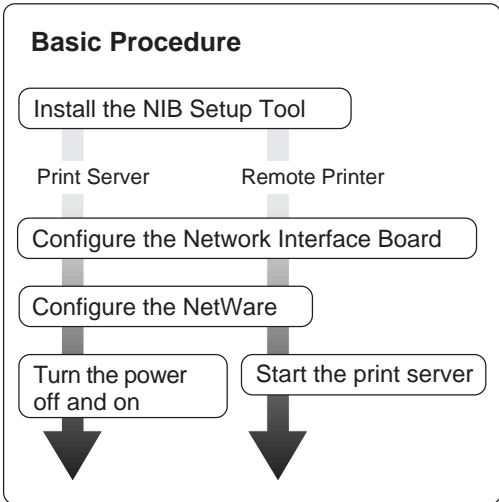 Basic Procedure
Install the NIB Setup Tool
Print Server
Remote Printer
Configure the Network Interface Board
Configure the NetWare
Turn the power
off and on
Start the print server